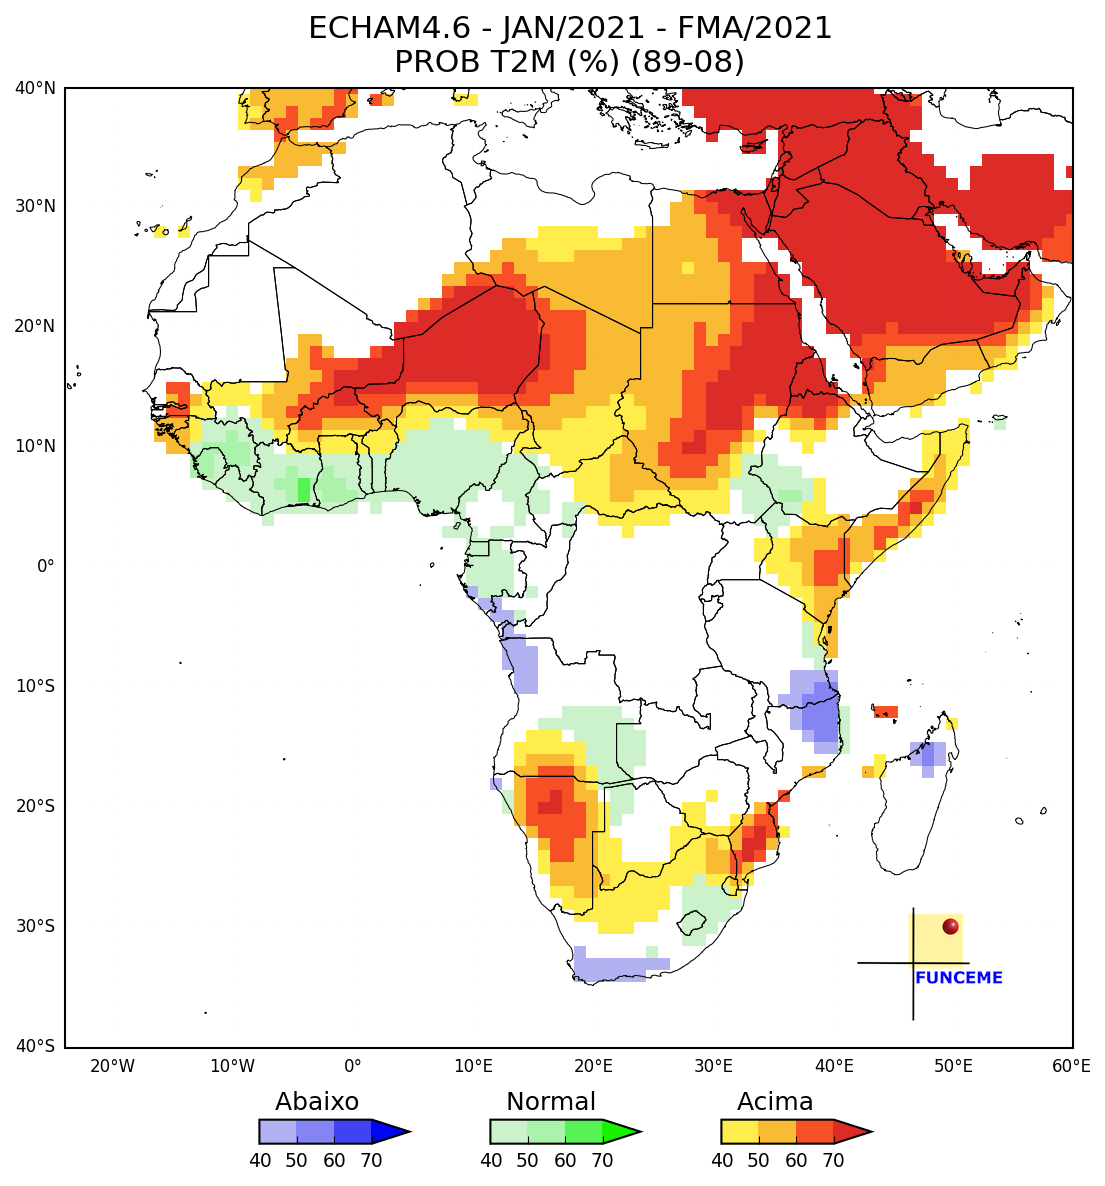 ECHAM4.6 - JAN/2021 - FMA/2021
PROB T2M (%) (89-08)
40°N
30°N
20°N
10°N
0°
10°S
20°S
30°S
40°S
20°W 10°W 0° 10°E 20°E 30°E 40°E 50°E 60°E
FUNCEME
Abaixo Normal Acima
40 50 60 70 40 50 60 70 40 50 60 70